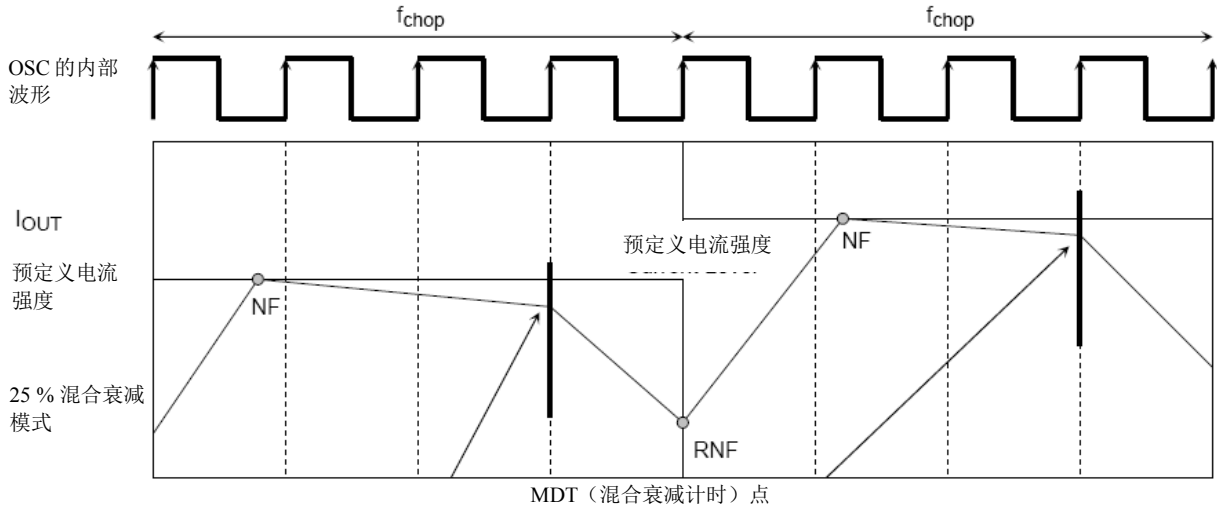 fchop
fchop
OSC 的内部
波形
IOUT
预定义电流强度
NF
预定义电流
强度
NF
25 % 混合衰减
模式
RNF
MDT（混合衰减计时）点